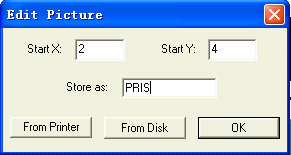 Edit Picture
Start X: 2 Start Y: 4
Store as: PRIS
From Printer From Disk OK